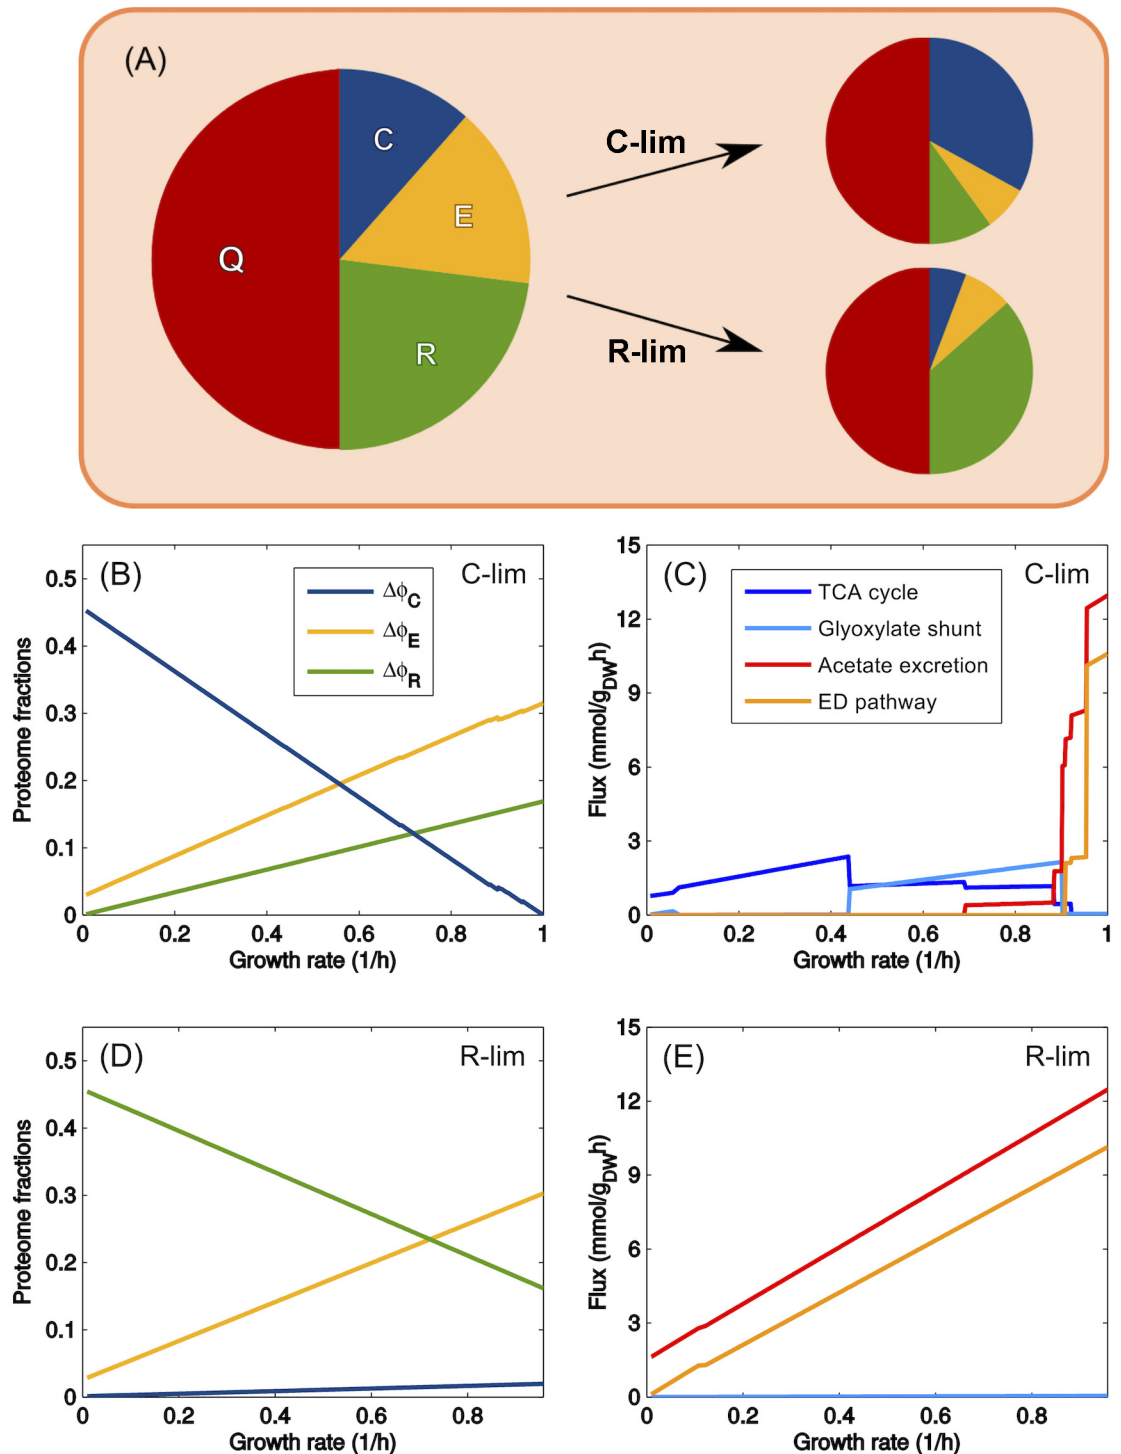 (A)
C
E
R
Q
C-lim
R-lim
(B)
C-lim
ΔϕC
ΔϕE
ΔϕR
0.5
0.4
0.3
0.2
0.1
0
0 0.2 0.4 0.6 0.8 1
Proteome fractions
Growth rate (1/h)
(C)
C-lim
TCA cycle
Glyoxylate shunt
Acetate excretion
ED pathway
15
12
9
6
3
0
0 0.2 0.4 0.6 0.8 1
Flux (mmol/gDWh)
Growth rate (1/h)
(D)
R-lim
0.5
0.4
0.3
0.2
0.1
0
0 0.2 0.4 0.6 0.8
Proteome fractions
Growth rate (1/h)
(E)
R-lim
15
12
9
6
3
0
0 0.2 0.4 0.6 0.8
Flux (mmol/gDWh)
Growth rate (1/h)